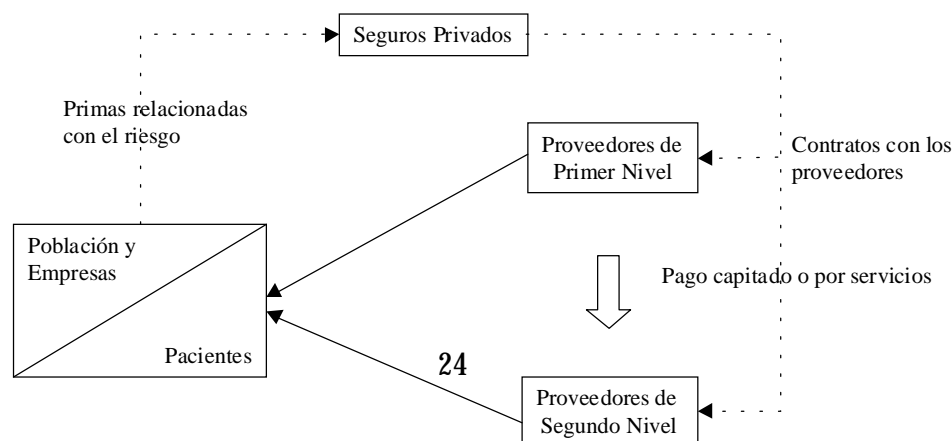 Seguros Privados
Primas relacionadas
con el riesgo
Proveedores de
Primer Nivel
Contratos con los
proveedores
Población y
Empresas
Pago capitado o por servicios
Pacientes
24
Proveedores de
Segundo Nivel